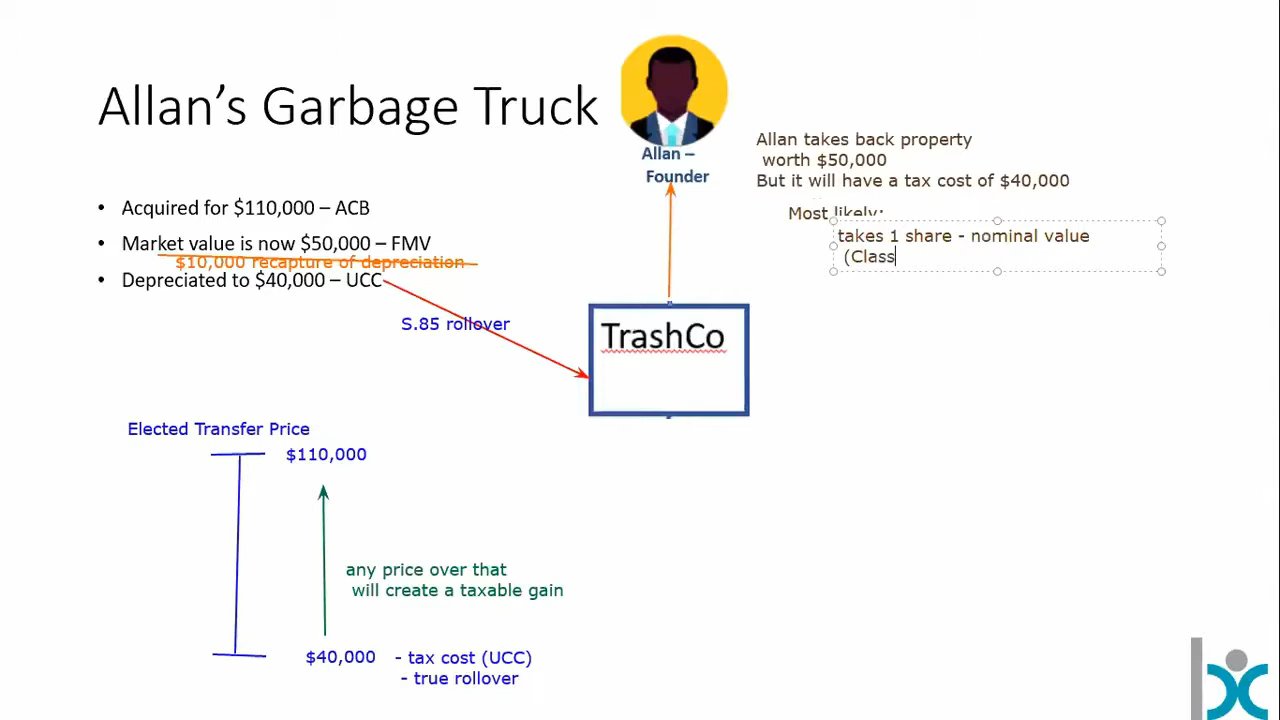 Allan's Garbage Truck
Allan –
Founder
Allan takes back property
worth $50,000
But it will have a tax cost of $40,000
Most likely:
takes 1 share - nominal value
(Class
• Acquired for $110,000 – ACB
• Market value is now $50,000 – FMV
$10,000 recapture of depreciation
• Depreciated to $40,000 – UCC
S.85 rollover
TrashCo
Elected Transfer Price
$110,000
any price over that
will create a taxable gain
$40,000 - tax cost (UCC)
- true rollover